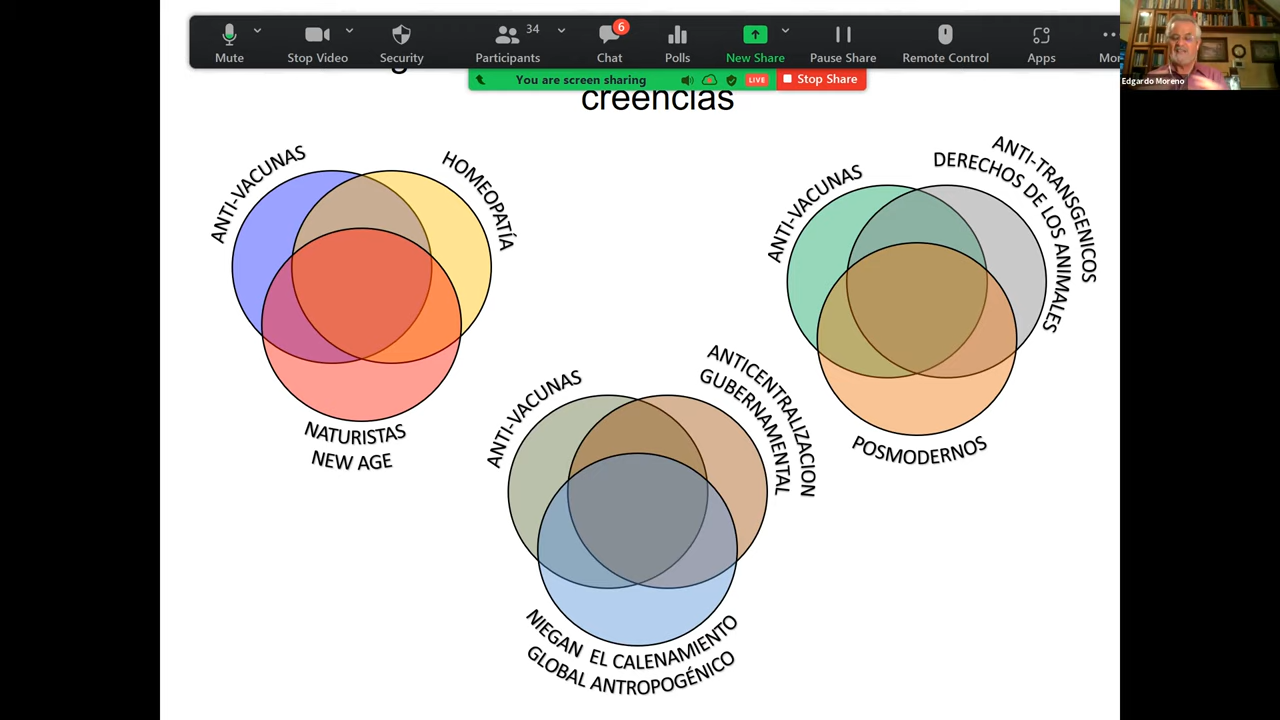 34
6
Mute
Stop Video
Security
Participants
Chat
Polls
New Share
Pause Share
Remote Control
Apps
Mor
You are screen sharing
LIVE
Stop Share
Edgardo Moreno
creencias
ANTI-VACUNAS
HOMEOPATÍA
NATURISTAS
NEW AGE
ANTI-VACUNAS
ANTI-TRANSGENICOS
DERECHOS DE LOS ANIMALES
POSMODERNOS
ANTI-VACUNAS
ANTICENTRALIZACION
GUBERNAMENTAL
NIEGAN EL CALENAMIENTO
GLOBAL ANTROPOGÉNICO